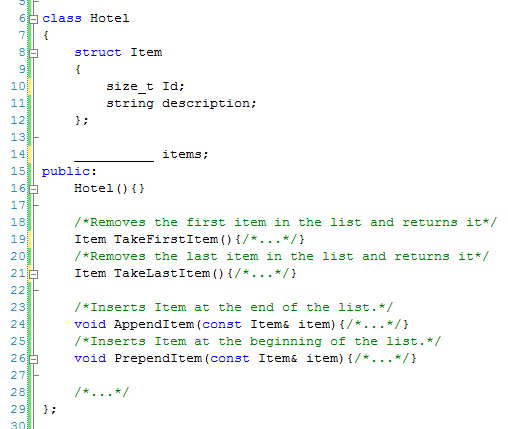 5
6 class Hotel
7 {
8     struct Item
9     {
10         size_t Id;
11         string description;
12     };
13
14     __________ items;
15 public:
16     Hotel(){}
17
18     /*Removes the first item in the list and returns it*/
19     Item TakeFirstItem(){/*...*/}
20     /*Removes the last item in the list and returns it*/
21     Item TakeLastItem(){/*...*/}
22
23     /*Inserts Item at the end of the list.*/
24     void AppendItem(const Item& item){/*...*/}
25     /*Inserts Item at the beginning of the list.*/
26     void PrependItem(const Item& item){/*...*/}
27
28     /*...*/
29 };
30